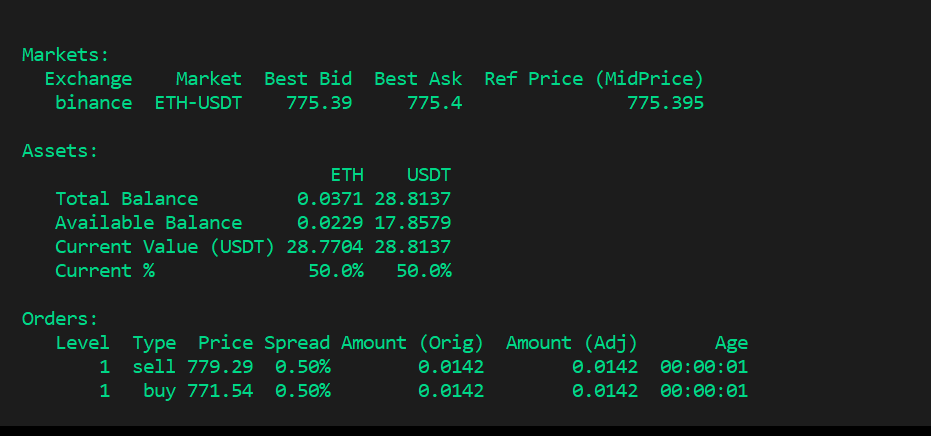 Markets:
Exchange Market Best Bid Best Ask Ref Price (MidPrice)
binance ETH-USDT 775.39 775.4 775.395
Assets:
ETH USDT
Total Balance 0.0371 28.8137
Available Balance 0.0229 17.8579
Current Value (USDT) 28.7704 28.8137
Current % 50.0% 50.0%
Orders:
Level Type Price Spread Amount (Orig) Amount (Adj) Age
1 sell 779.29 0.50% 0.0142 0.0142 00:00:01
1 buy 771.54 0.50% 0.0142 0.0142 00:00:01